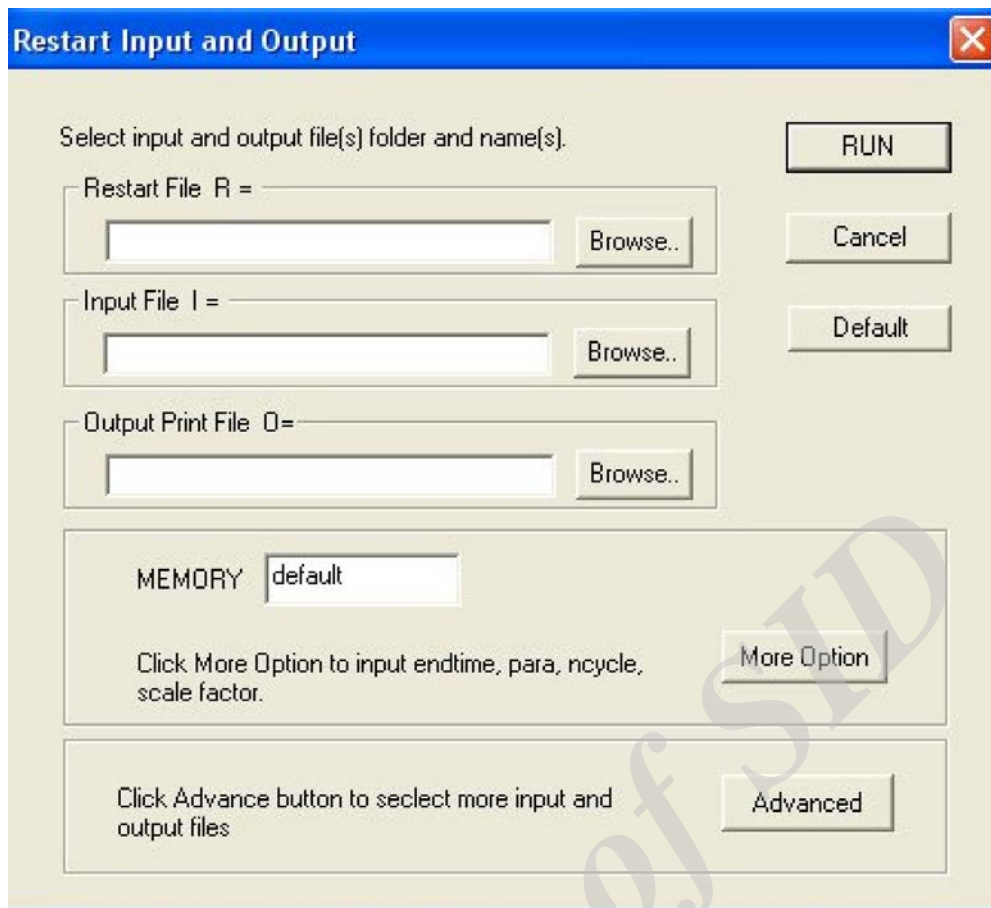 Restart Input and Output
Select input and output file(s) folder and name(s).
RUN
Restart File R =
Browse..
Cancel
Input File I =
Browse..
Default
Output Print File O=
Browse..
MEMORY default
Click More Option to input endtime, para, ncycle,
scale factor.
More Option
Click Advance button to seclect more input and
output files
Advanced
of SID